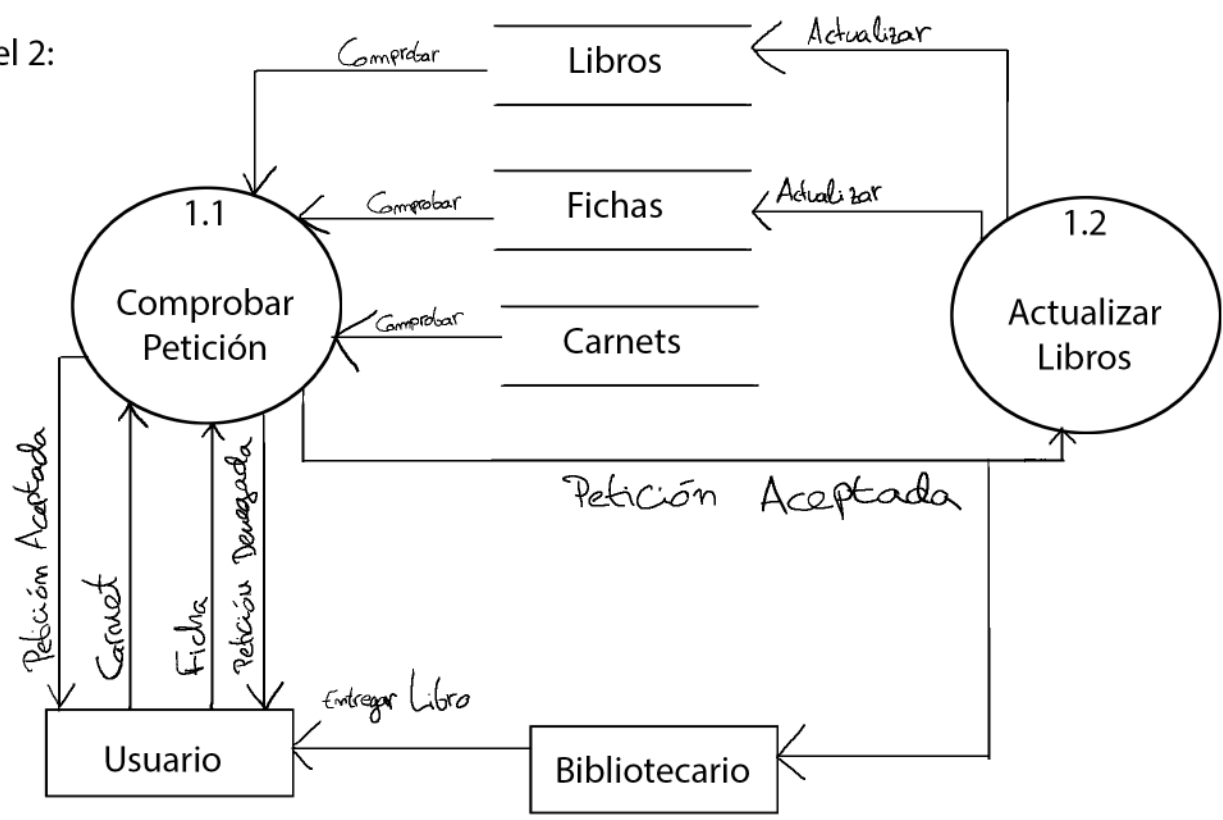 el 2:
Comprobar
Libros
Actualizar
1.1
Comprobar
Petición
Comprobar
Fichas
Actualizar
1.2
Actualizar
Libros
Comprobar
Carnets
Petición Aceptada
Carnet
Ficha
Petición Denegada
Petición Aceptada
Entregar Libro
Usuario
Bibliotecario